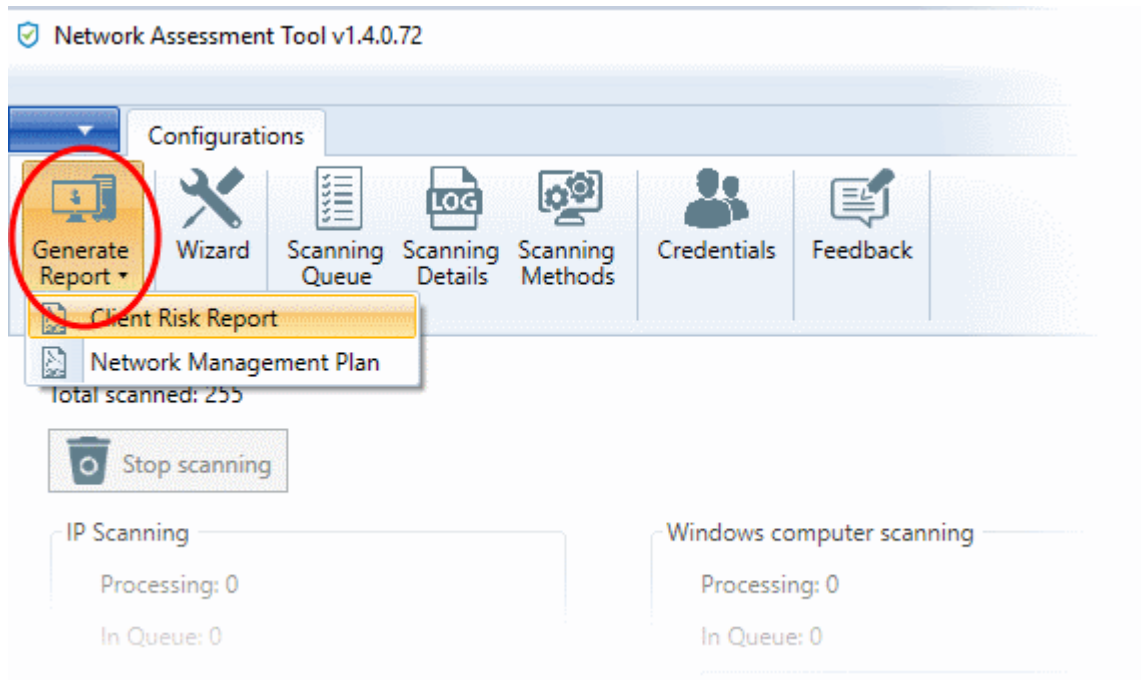 Network Assessment Tool v1.4.0.72
Configurations
Generate Report
Wizard
Scanning Queue
LOG
Scanning Details
Scanning Methods
Credentials
Feedback
Client Risk Report
Network Management Plan
Total scanned: 255
Stop scanning
IP Scanning
Windows computer scanning
Processing: 0
Processing: 0
In Queue: 0
In Queue: 0